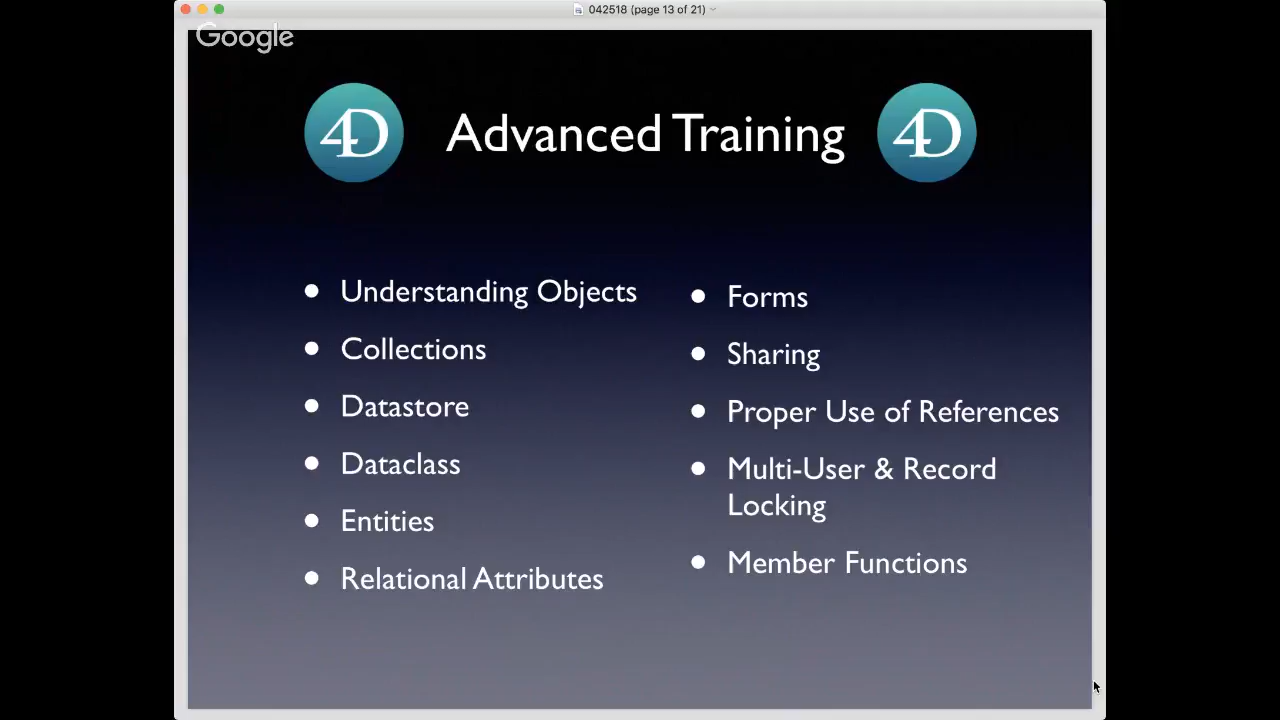 042518 (page 13 of 21)
Google
4D Advanced Training 4D
Understanding Objects
Collections
Datastore
Dataclass
Entities
Relational Attributes
Forms
Sharing
Proper Use of References
Multi-User & Record
Locking
Member Functions